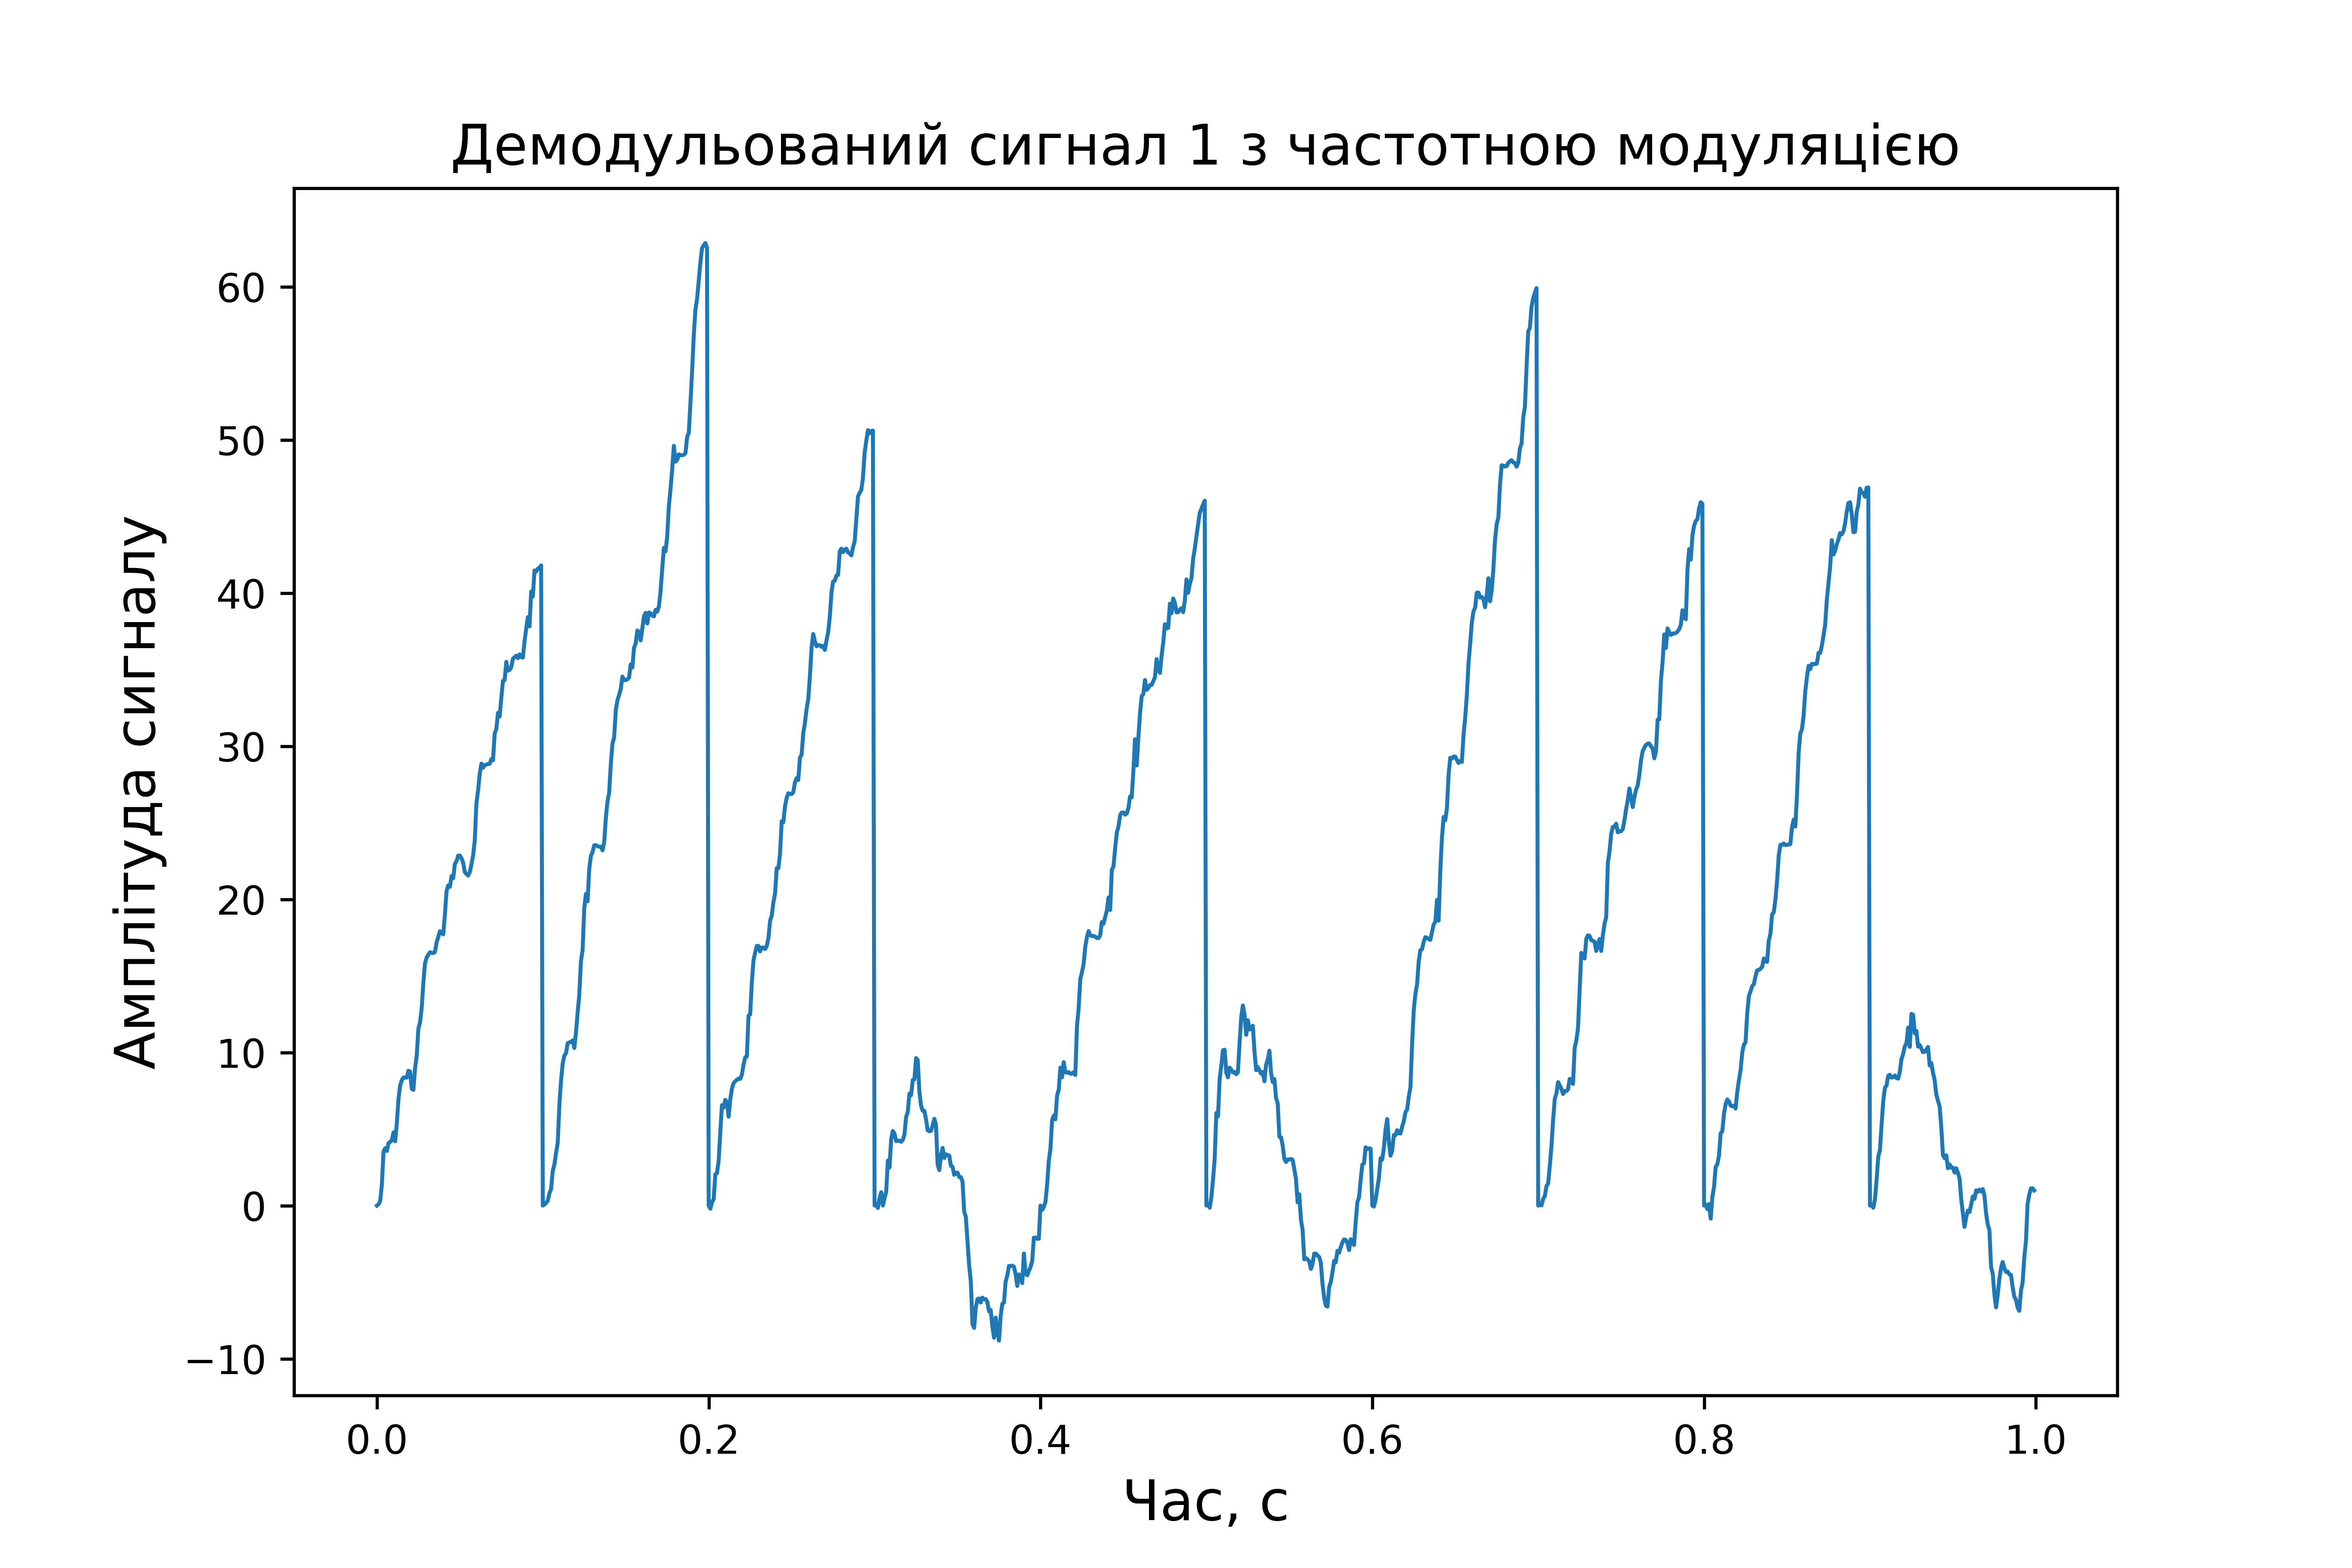 Демодульований сигнал 1 з частотною модуляцією
Амплітуда сигналу
60
50
40
30
20
10
0
−10
0.0 0.2 0.4 0.6 0.8 1.0
Час, с